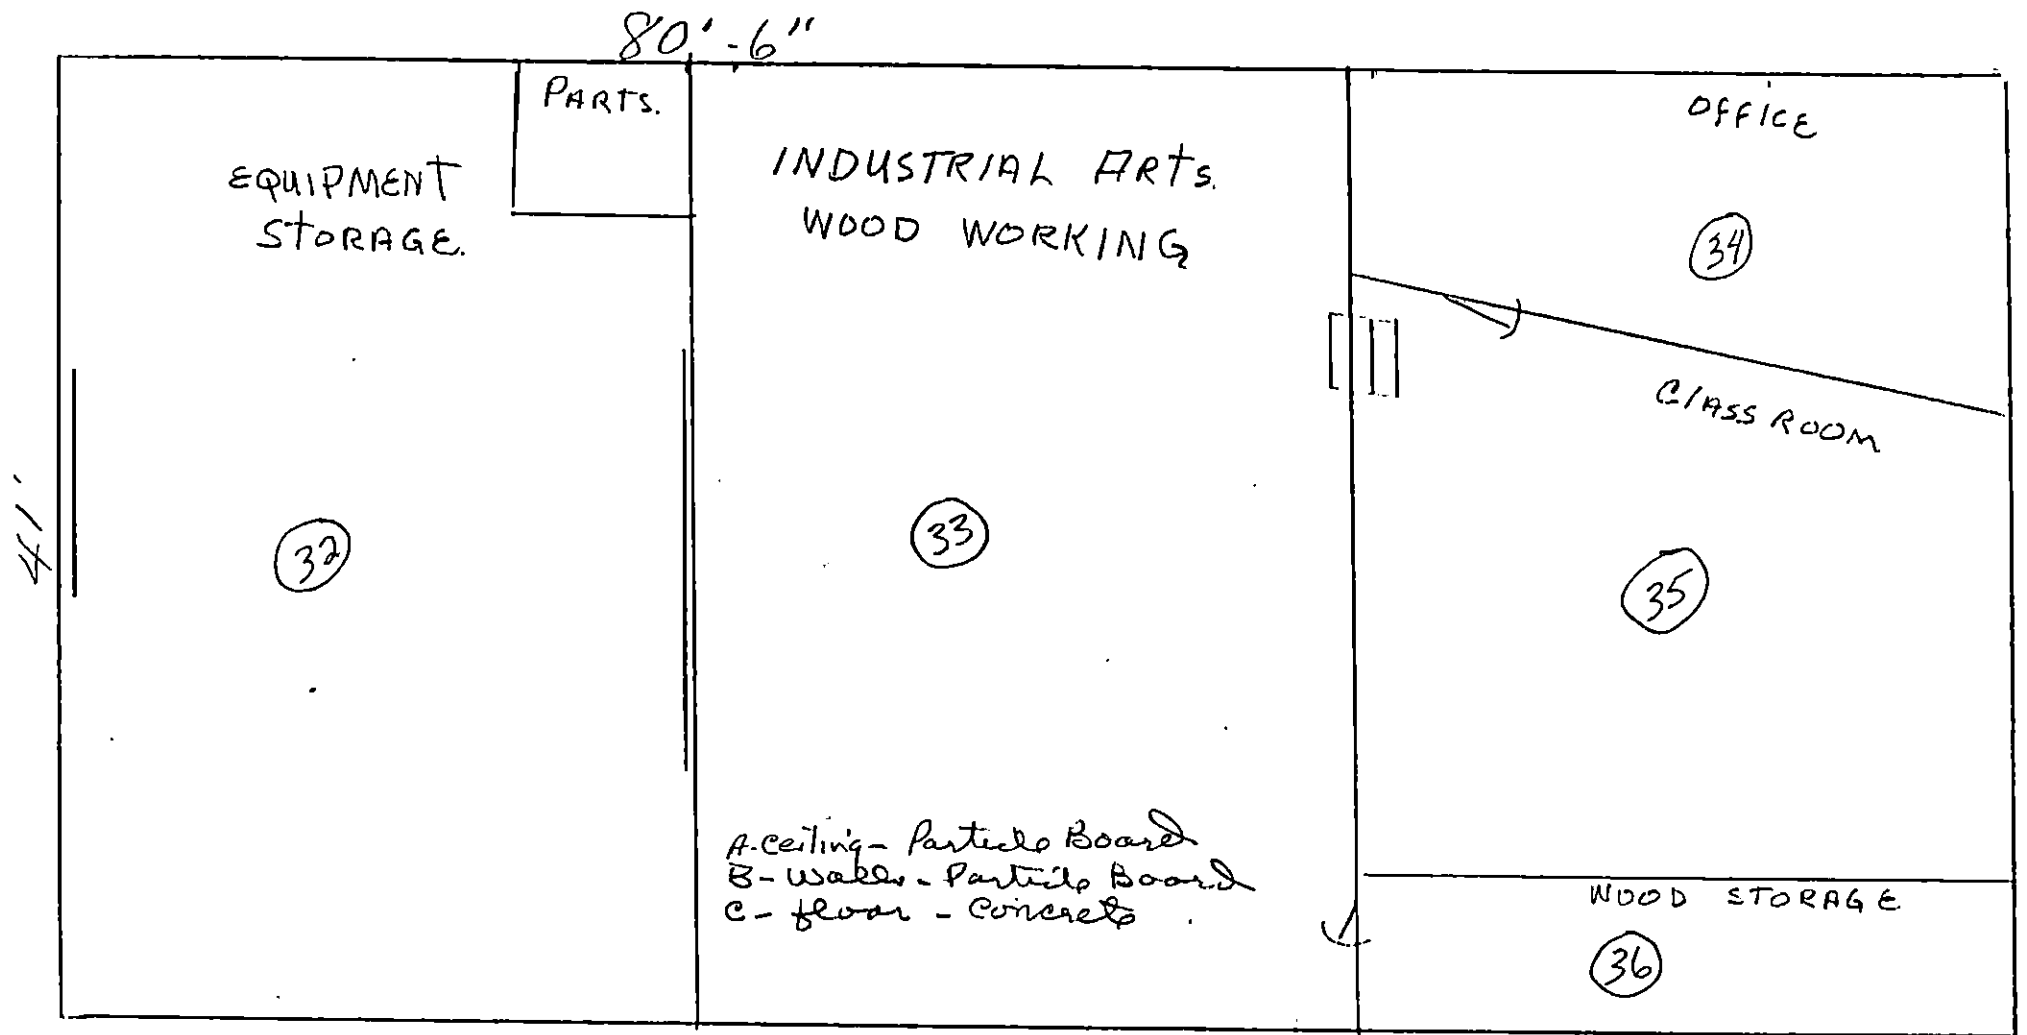 80'-6"
PARTS.
OFFICE
EQUIPMENT
STORAGE.
INDUSTRIAL ARTS.
WOOD WORKING
34
CLASS ROOM
41'
32
33
35
A-Ceiling - Particle Board
B- Walls - Particle Board
C- floor - Concrete
WOOD STORAGE
36